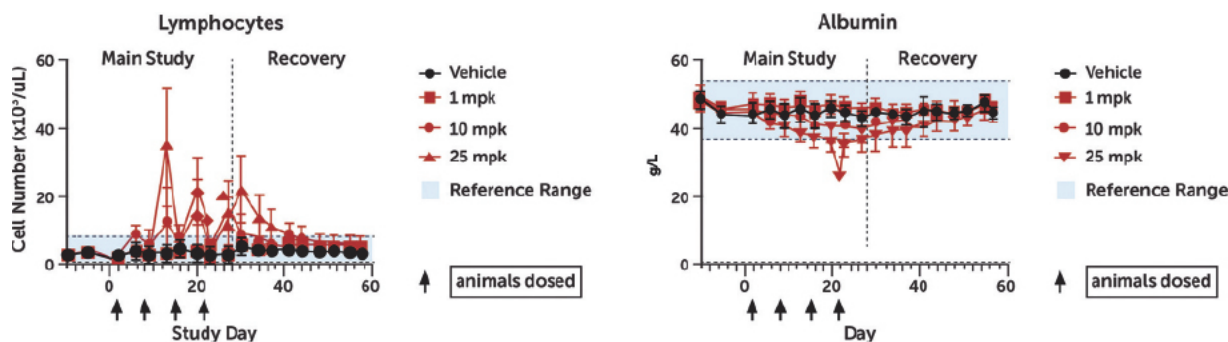 Lymphocytes
60
40
20
0
Cell Number (x10³/uL)
Main Study
Recovery
0
20
40
60
Study Day
Vehicle
1 mpk
10 mpk
25 mpk
Reference Range
animals dosed
Albumin
60
40
20
0
g/L
Main Study
Recovery
0
20
40
60
Day
Vehicle
1 mpk
10 mpk
25 mpk
Reference Range
animals dosed